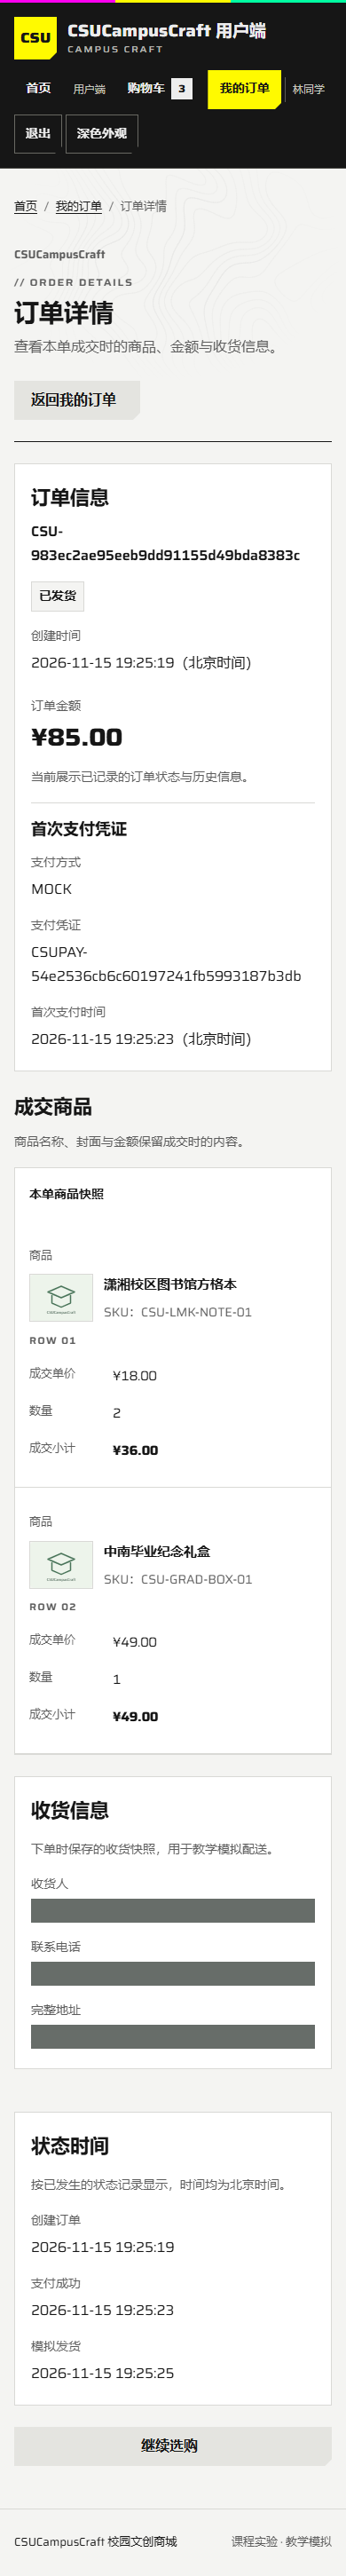 CSU
CSUCampusCraft 用户端
CAMPUS CRAFT
首页 用户端 购物车 3 我的订单 林同学
退出 深色外观
首页 / 我的订单 / 订单详情
CSUCampusCraft
// ORDER DETAILS
订单详情
查看本单成交时的商品、金额与收货信息。
返回我的订单
订单信息
CSU-
983ec2ae95eeb9dd91155d49bda8383c
已发货
创建时间
2026-11-15 19:25:19（北京时间）
订单金额
¥85.00
当前展示已记录的订单状态与历史信息。
首次支付凭证
支付方式
MOCK
支付凭证
CSUPAY-
54e2536cb6c60197241fb5993187b3db
首次支付时间
2026-11-15 19:25:23（北京时间）
成交商品
商品名称、封面与金额保留成交时的内容。
本单商品快照
商品
潇湘校区图书馆方格本
SKU：CSU-LMK-NOTE-01
ROW 01
成交单价 ¥18.00
数量 2
成交小计 ¥36.00
商品
中南毕业纪念礼盒
SKU：CSU-GRAD-BOX-01
ROW 02
成交单价 ¥49.00
数量 1
成交小计 ¥49.00
收货信息
下单时保存的收货快照，用于教学模拟配送。
收货人
联系电话
完整地址
状态时间
按已发生的状态记录显示，时间均为北京时间。
创建订单
2026-11-15 19:25:19
支付成功
2026-11-15 19:25:23
模拟发货
2026-11-15 19:25:25
继续选购
CSUCampusCraft 校园文创商城 课程实验 · 教学模拟